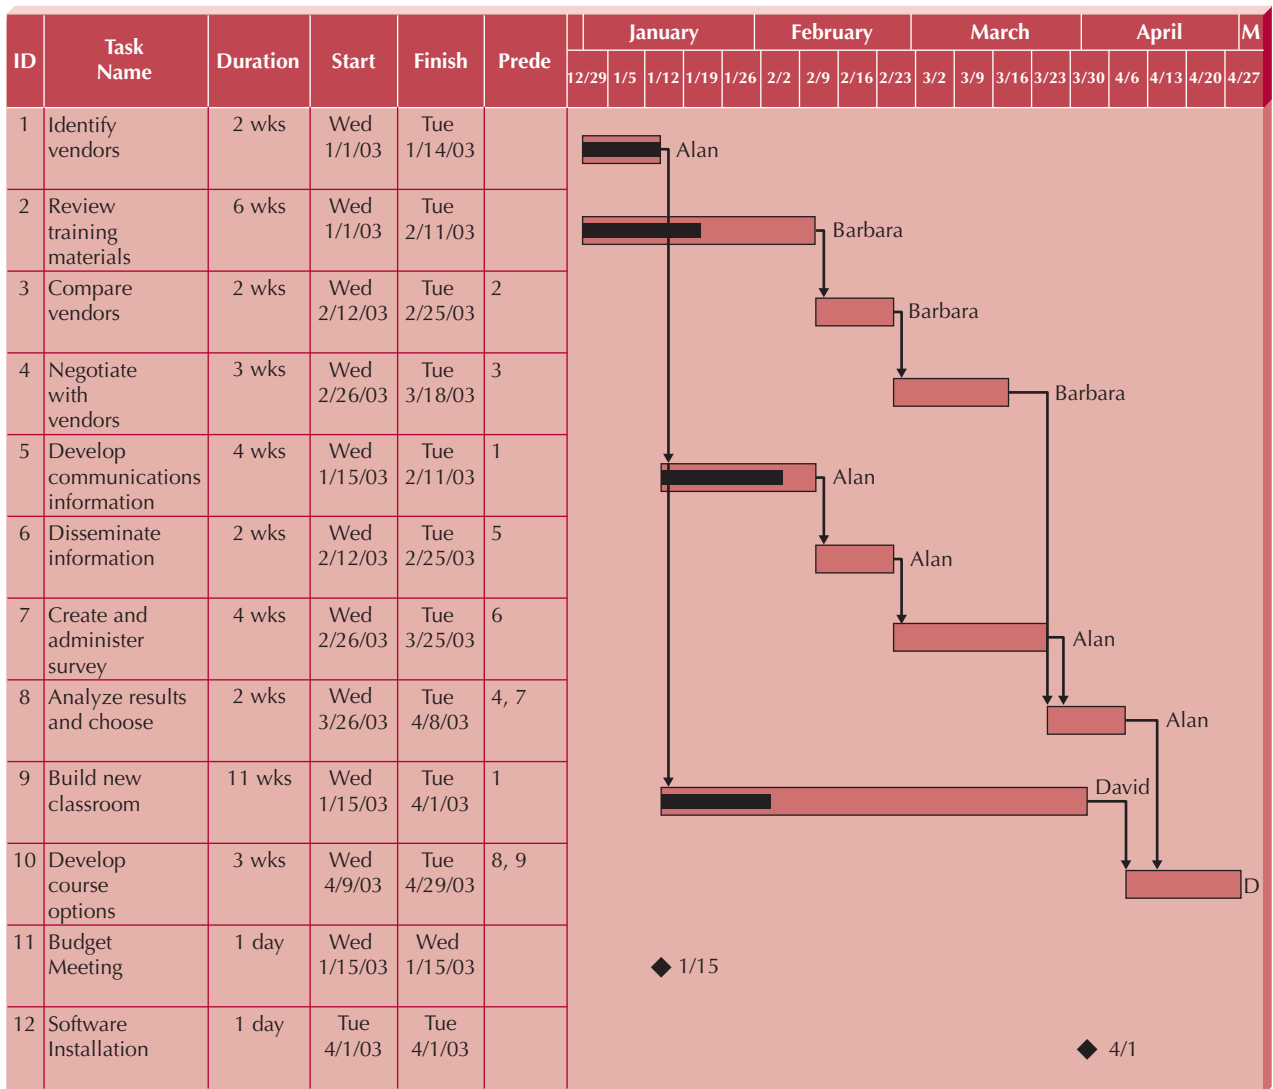 ID
Task
Name
Duration
Start
Finish
Prede
January
February
March
April
M
12/29 1/5 1/12 1/19 1/26 2/2 2/9 2/16 2/23 3/2 3/9 3/16 3/23 3/30 4/6 4/13 4/20 4/27
1 Identify 2 wks Wed Tue
vendors 1/1/03 1/14/03
Alan
2 Review 6 wks Wed Tue
training 1/1/03 2/11/03
materials
Barbara
3 Compare 2 wks Wed Tue 2
vendors 2/12/03 2/25/03
Barbara
4 Negotiate 3 wks Wed Tue 3
with 2/26/03 3/18/03
vendors
Barbara
5 Develop 4 wks Wed Tue 1
communications 1/15/03 2/11/03
information
Alan
6 Disseminate 2 wks Wed Tue 5
information 2/12/03 2/25/03
Alan
7 Create and 4 wks Wed Tue 6
administer 2/26/03 3/25/03
survey
Alan
8 Analyze results 2 wks Wed Tue 4, 7
and choose 3/26/03 4/8/03
Alan
9 Build new 11 wks Wed Tue 1
classroom 1/15/03 4/1/03
David
10 Develop 3 wks Wed Tue 8, 9
course 4/9/03 4/29/03
options
D
11 Budget 1 day Wed Wed
Meeting 1/15/03 1/15/03
1/15
12 Software 1 day Tue Tue
Installation 4/1/03 4/1/03
4/1